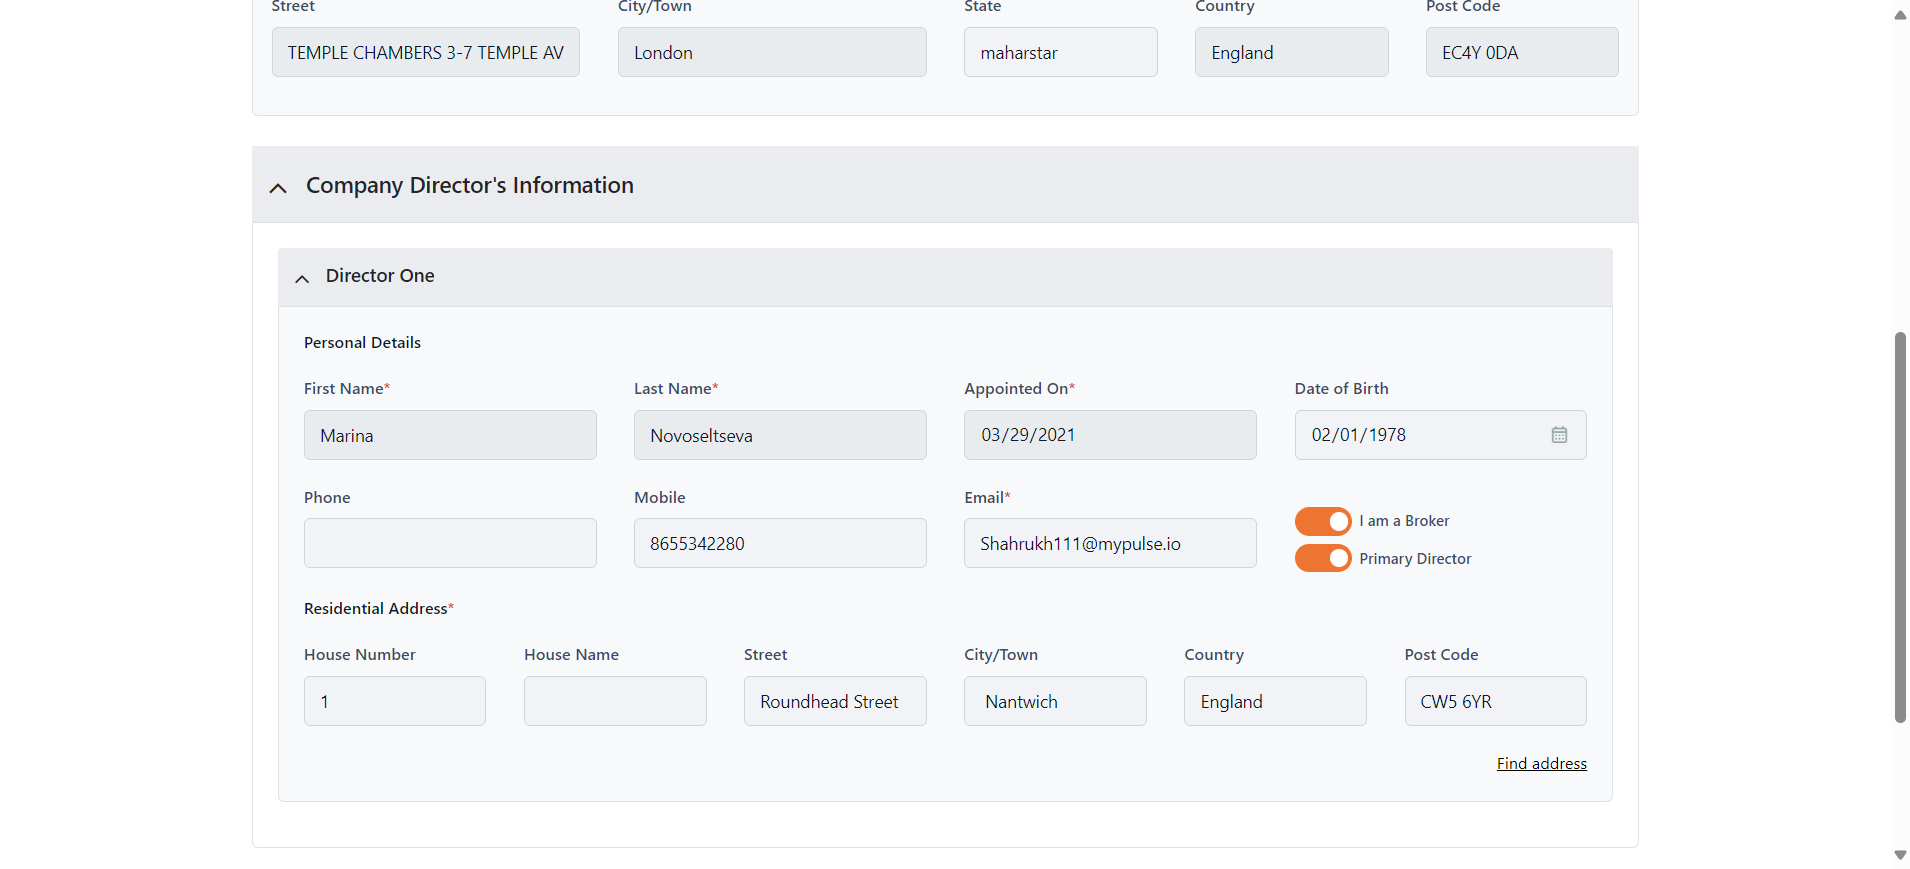 Street City/Town State Country Post Code
TEMPLE CHAMBERS 3-7 TEMPLE AV London maharstar England EC4Y 0DA
Company Director's Information
Director One
Personal Details
First Name* Last Name* Appointed On* Date of Birth
Marina Novoseltseva 03/29/2021 02/01/1978
Phone Mobile Email*
I am a Broker
8655342280 Shahrukh111@mypulse.io
Primary Director
Residential Address*
House Number House Name Street City/Town Country Post Code
1 Roundhead Street Nantwich England CW5 6YR
Find address